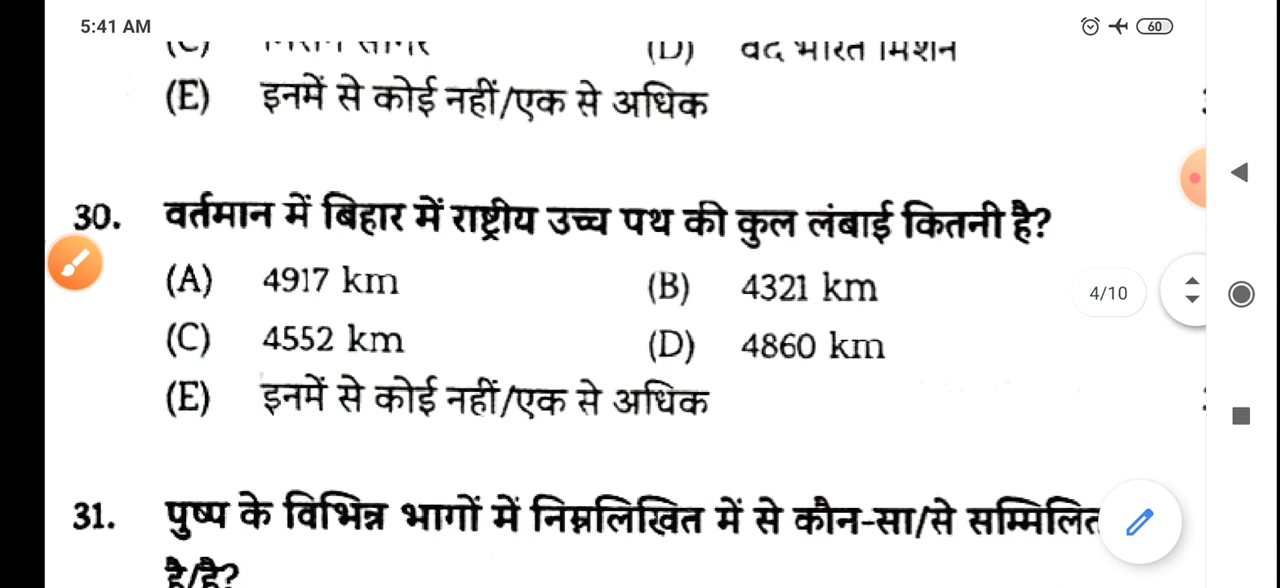 5:41 AM
60
(D) वंदे भारत मिशन
(E) इनमें से कोई नहीं/एक से अधिक
30. वर्तमान में बिहार में राष्ट्रीय उच्च पथ की कुल लंबाई कितनी है?
(A) 4917 km (B) 4321 km
(C) 4552 km (D) 4860 km
4/10
(E) इनमें से कोई नहीं/एक से अधिक
31. पुष्प के विभिन्न भागों में निम्नलिखित में से कौन-सा/से सम्मिलित
है/हैं?